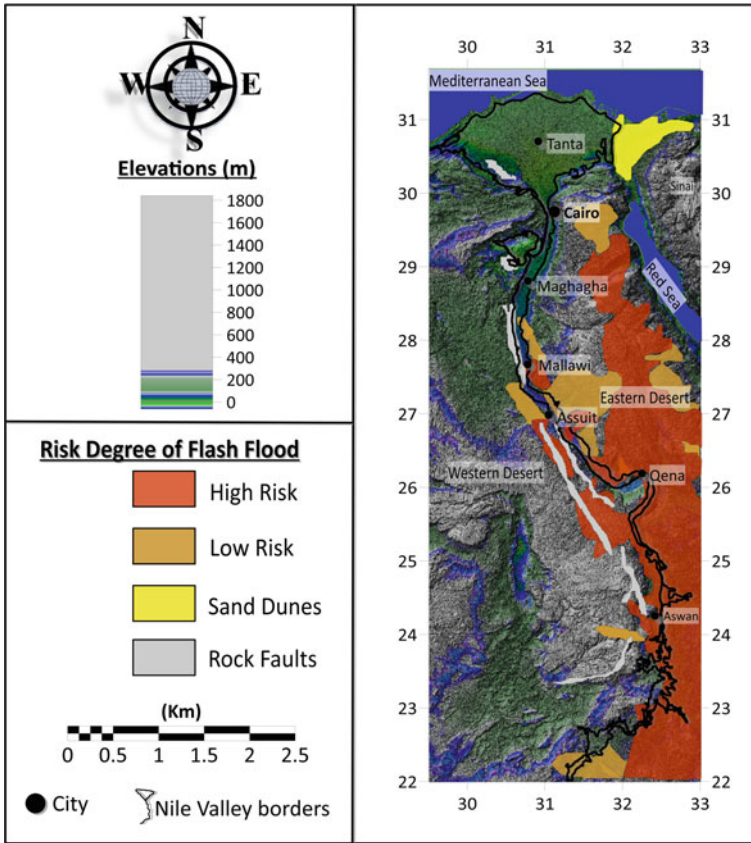 N
W E
S
Elevations (m)
1800
1600
1400
1200
1000
800
600
400
200
0
Risk Degree of Flash Flood
High Risk
Low Risk
Sand Dunes
Rock Faults
(Km)
0 0.5 1 1.5 2 2.5
City Nile Valley borders
30 31 32 33
Mediterranean Sea
31
Tanta
31
Sinai
30 30
Cairo
29 29
Maghagha
Red Sea
28 28
Mallawi
Eastern Desert
27 27
Assuit
Western Desert
Qena
26 26
25 25
Aswan
24 24
23 23
22 22
30 31 32 33